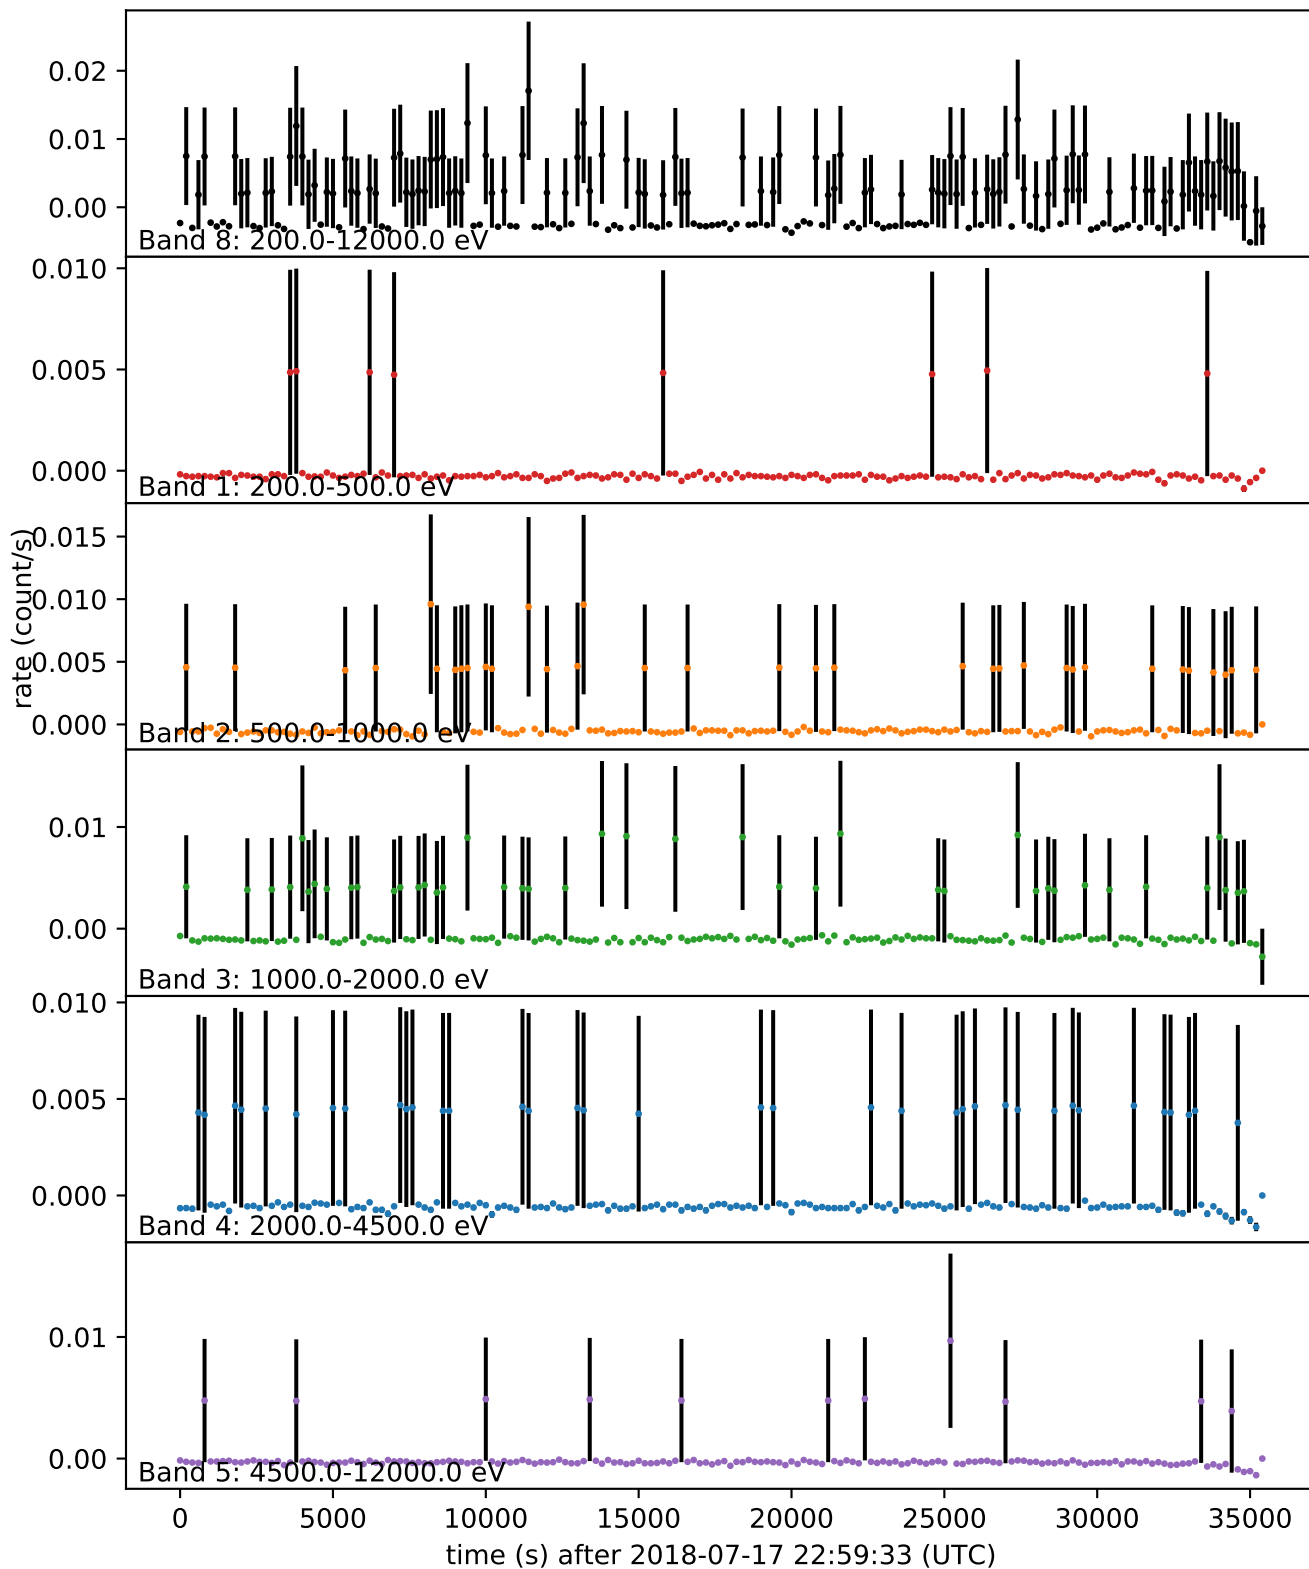 0.02
0.01
0.00
Band 8: 200.0-12000.0 eV
0.010
0.005
0.000
Band 1: 200.0-500.0 eV
rate (count/s)
0.015
0.010
0.005
0.000
Band 2: 500.0-1000.0 eV
0.01
0.00
Band 3: 1000.0-2000.0 eV
0.010
0.005
0.000
Band 4: 2000.0-4500.0 eV
0.01
0.00
Band 5: 4500.0-12000.0 eV
0 5000 10000 15000 20000 25000 30000 35000
time (s) after 2018-07-17 22:59:33 (UTC)